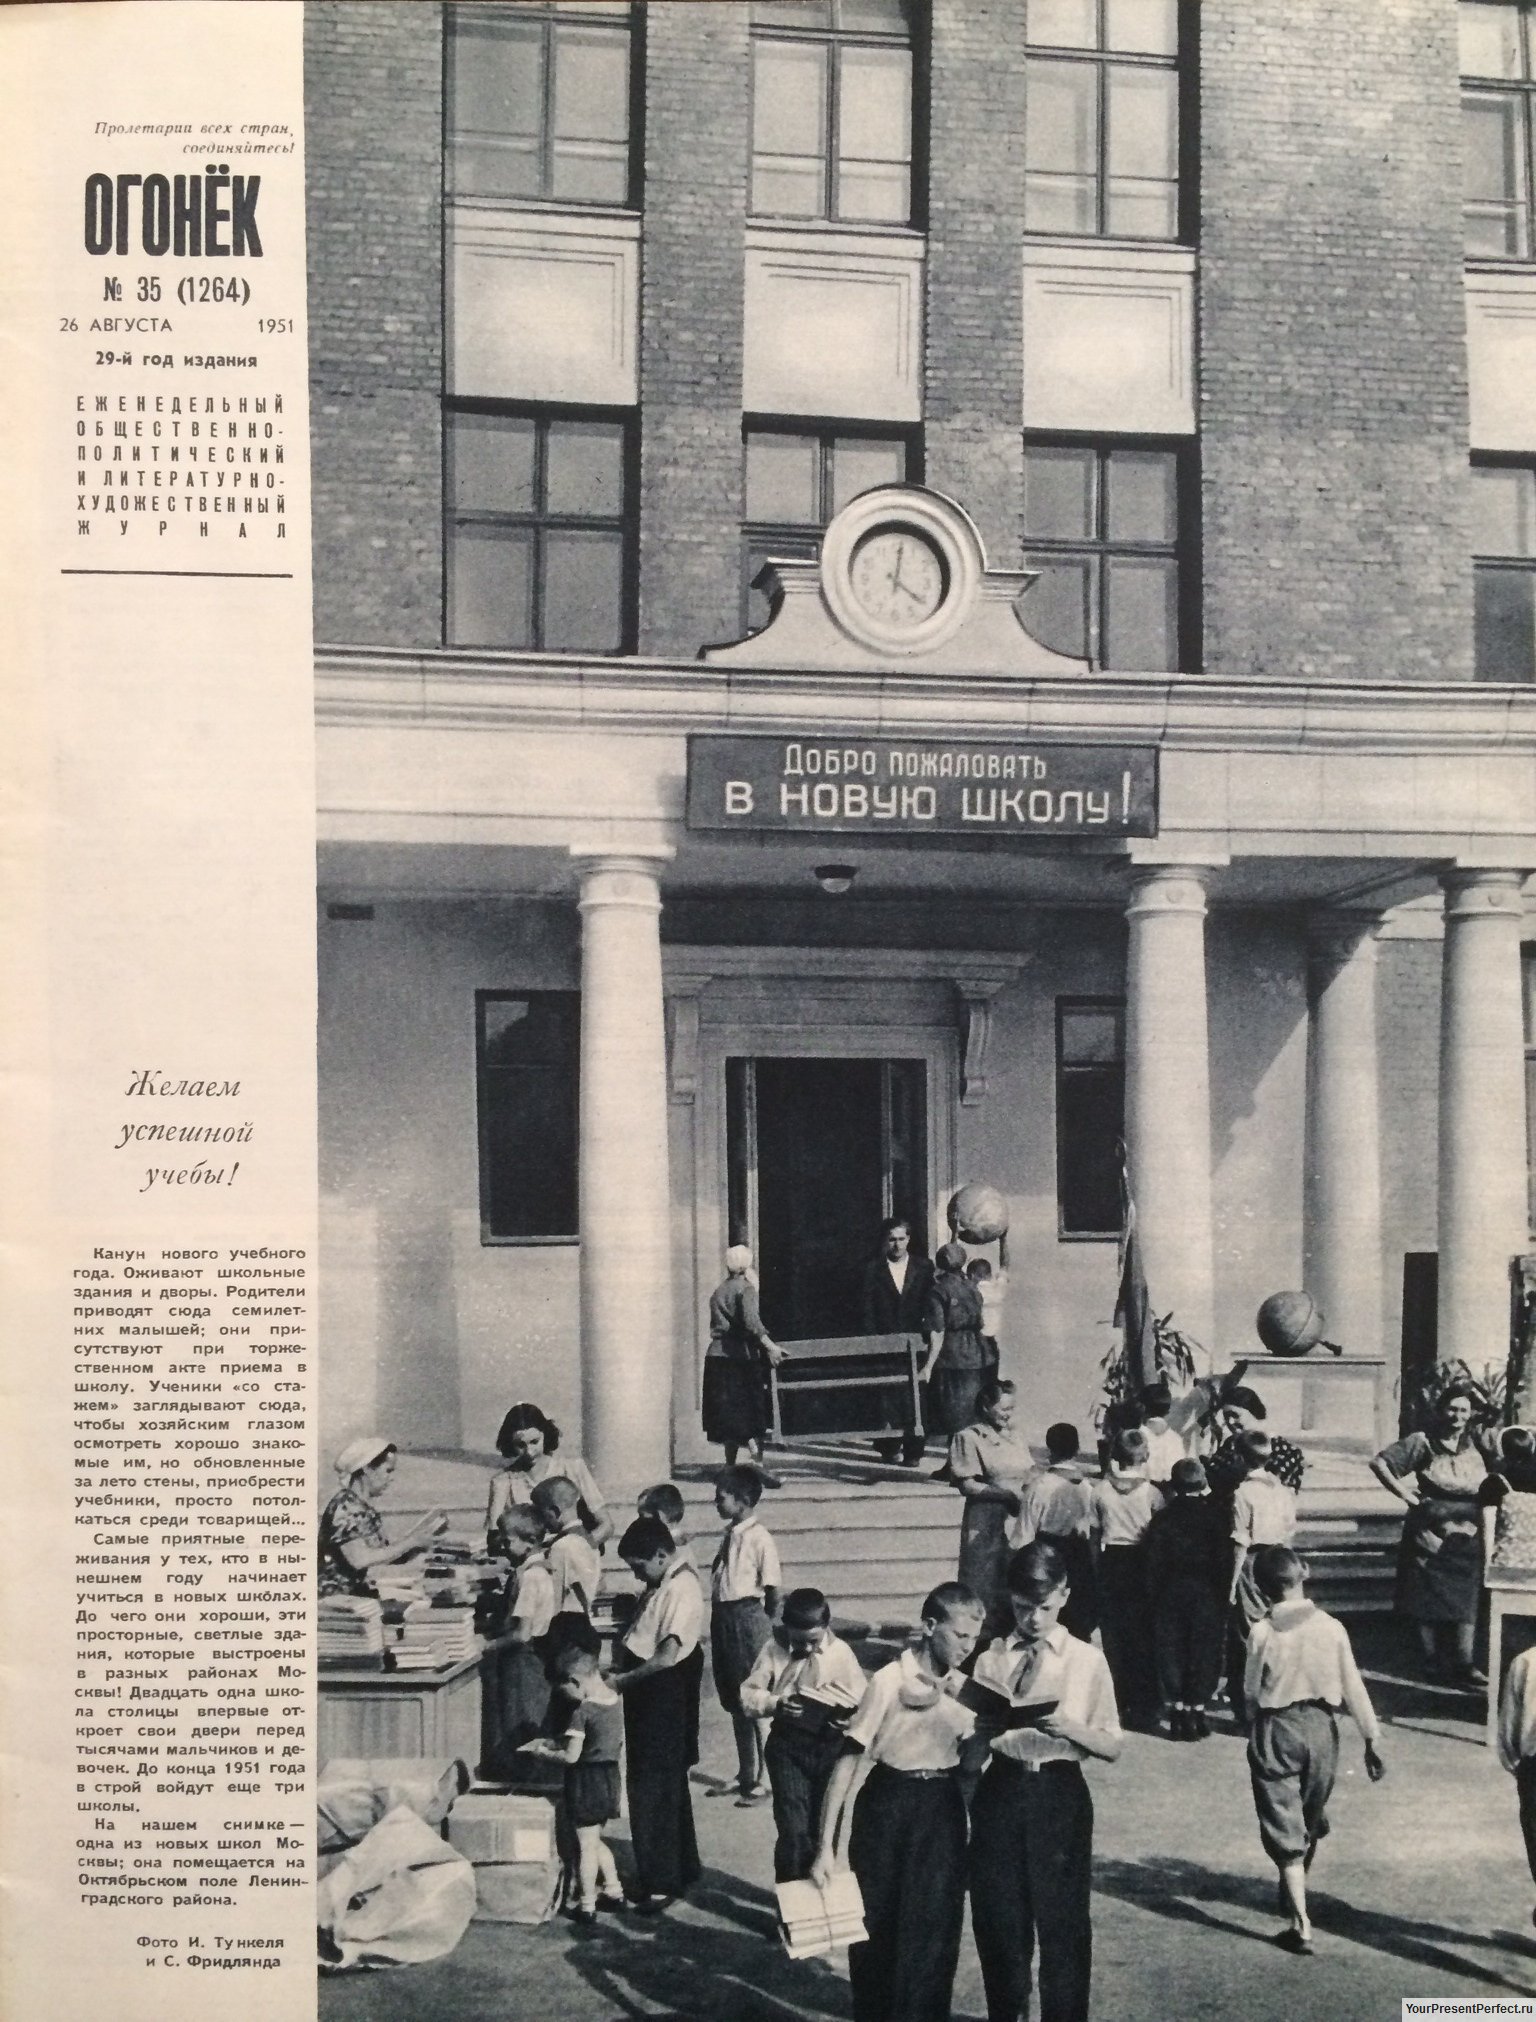 Пролетарии всех стран,
соединяйтесь!
ОГОНЁК
№ 35 (1264)
26 АВГУСТА 1951
29-й год издания
ЕЖЕНЕДЕЛЬНЫЙ
ОБЩЕСТВЕННО-
ПОЛИТИЧЕСКИЙ
И ЛИТЕРАТУРНО-
ХУДОЖЕСТВЕННЫЙ
ЖУРНАЛ
Добро пожаловать
в новую школу!
Желаем
успешной
учебы!
Канун нового учебного
года. Оживают школьные
здания и дворы. Родители
приводят сюда семилет-
них малышей; они при-
сутствуют при торже-
ственном акте приема в
школу. Ученики «со ста-
жем» заглядывают сюда,
чтобы хозяйским глазом
осмотреть хорошо знако-
мые им, но обновленные
за лето стены, приобрести
учебники, просто потол-
каться среди товарищей...
Самые приятные пере-
живания у тех, кто в ны-
нешнем году начинает
учиться в новых школах.
До чего они хороши, эти
просторные, светлые зда-
ния, которые выстроены
в разных районах Мо-
сквы! Двадцать одна шко-
ла столицы впервые от-
кроет свои двери перед
тысячами мальчиков и де-
вочек. До конца 1951 года
в строй войдут еще три
школы.
На нашем снимке —
одна из новых школ Мо-
сквы; она помещается на
Октябрьском поле Ленин-
градского района.
Фото И. Тункеля
и С. Фридлянда
YourPresentPerfect.ru